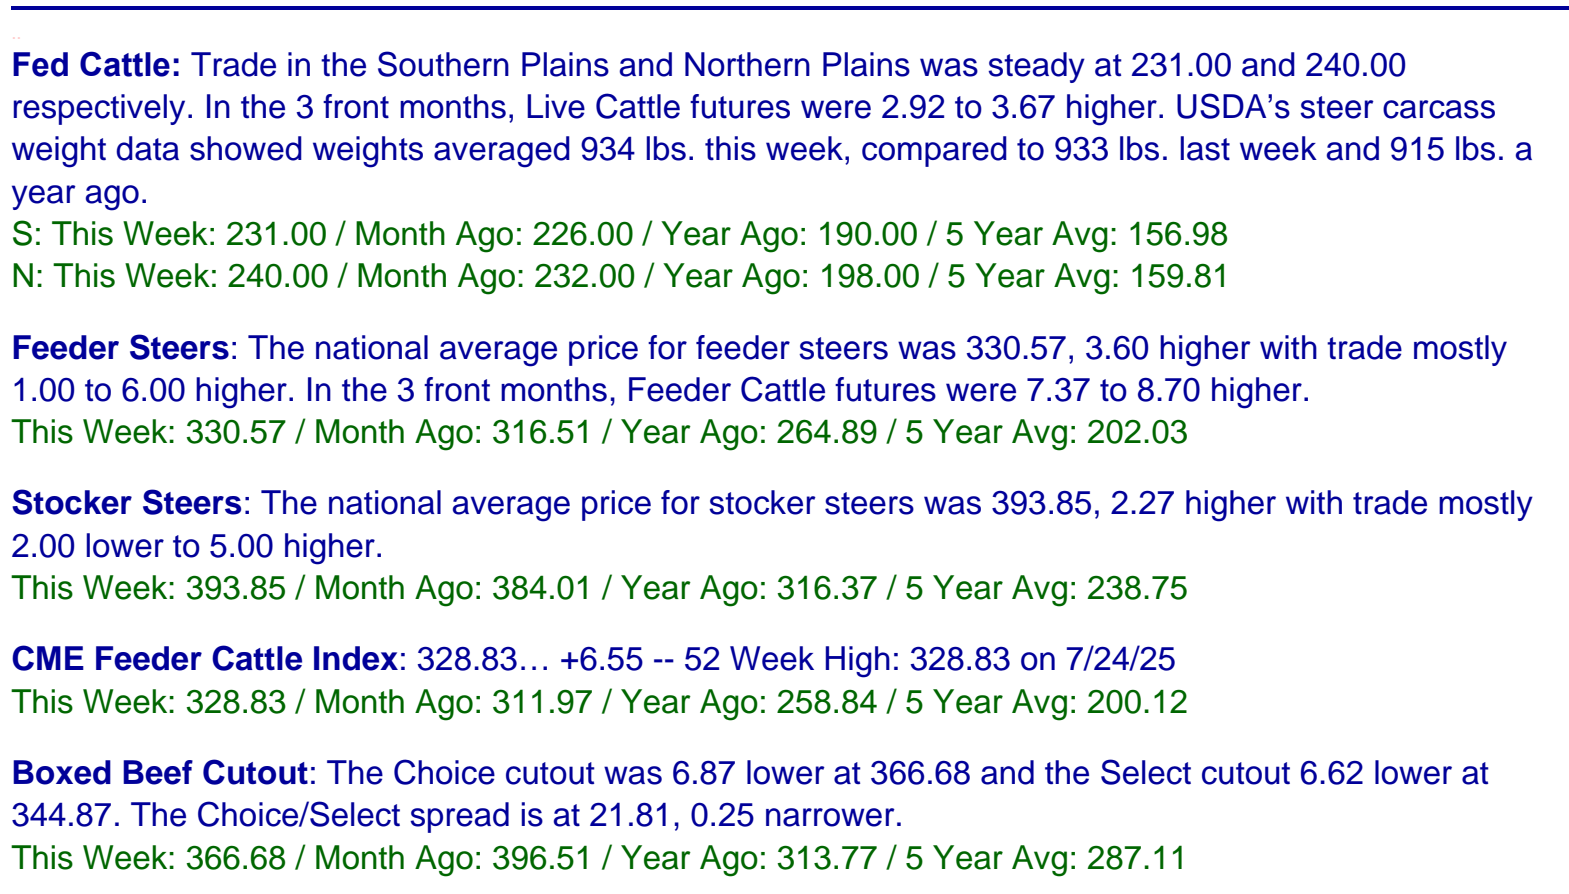 Fed Cattle: Trade in the Southern Plains and Northern Plains was steady at 231.00 and 240.00
respectively. In the 3 front months, Live Cattle futures were 2.92 to 3.67 higher. USDA’s steer carcass
weight data showed weights averaged 934 lbs. this week, compared to 933 lbs. last week and 915 lbs. a
year ago.
S: This Week: 231.00 / Month Ago: 226.00 / Year Ago: 190.00 / 5 Year Avg: 156.98
N: This Week: 240.00 / Month Ago: 232.00 / Year Ago: 198.00 / 5 Year Avg: 159.81
Feeder Steers: The national average price for feeder steers was 330.57, 3.60 higher with trade mostly
1.00 to 6.00 higher. In the 3 front months, Feeder Cattle futures were 7.37 to 8.70 higher.
This Week: 330.57 / Month Ago: 316.51 / Year Ago: 264.89 / 5 Year Avg: 202.03
Stocker Steers: The national average price for stocker steers was 393.85, 2.27 higher with trade mostly
2.00 lower to 5.00 higher.
This Week: 393.85 / Month Ago: 384.01 / Year Ago: 316.37 / 5 Year Avg: 238.75
CME Feeder Cattle Index: 328.83… +6.55 -- 52 Week High: 328.83 on 7/24/25
This Week: 328.83 / Month Ago: 311.97 / Year Ago: 258.84 / 5 Year Avg: 200.12
Boxed Beef Cutout: The Choice cutout was 6.87 lower at 366.68 and the Select cutout 6.62 lower at
344.87. The Choice/Select spread is at 21.81, 0.25 narrower.
This Week: 366.68 / Month Ago: 396.51 / Year Ago: 313.77 / 5 Year Avg: 287.11